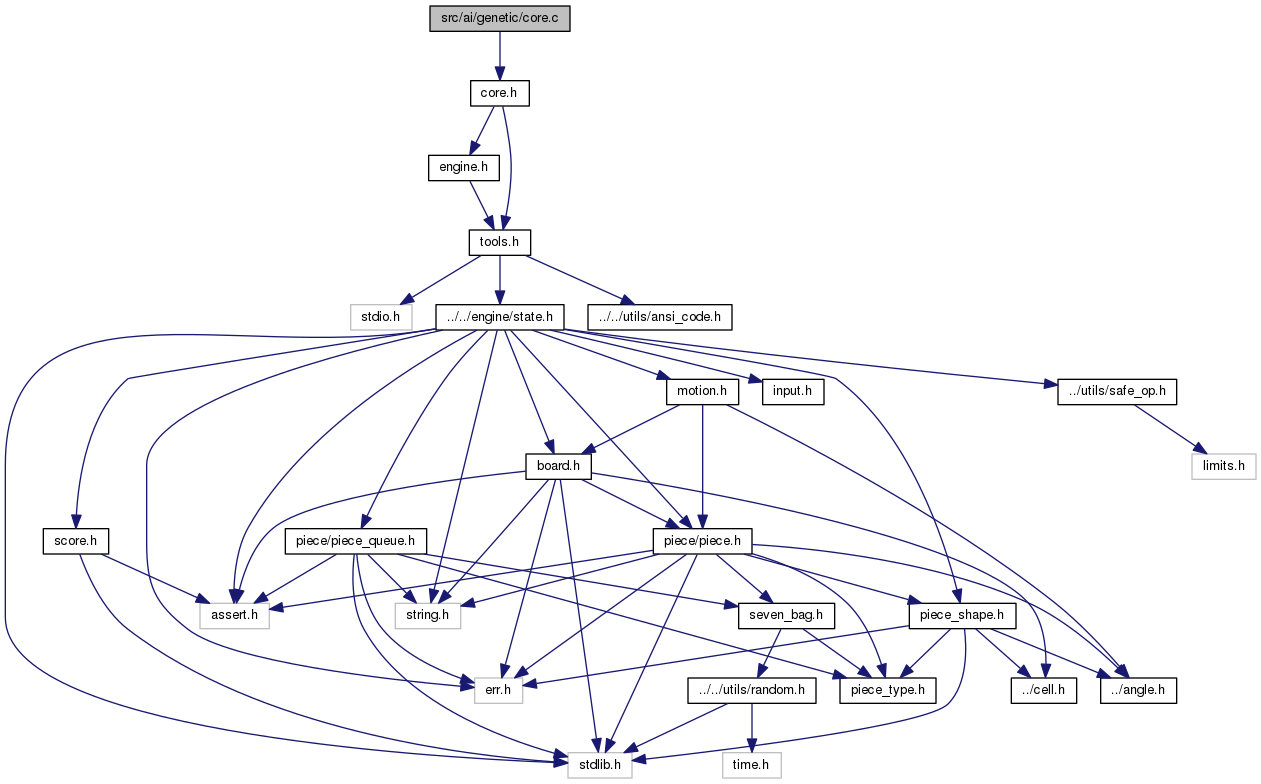 src/ai/genetic/core.c
core.h
engine.h
tools.h
stdio.h
../../engine/state.h
../../utils/ansi_code.h
motion.h
input.h
../utils/safe_op.h
board.h
limits.h
score.h
piece/piece_queue.h
piece/piece.h
assert.h
string.h
seven_bag.h
piece_shape.h
err.h
../../utils/random.h
piece_type.h
../cell.h
../angle.h
stdlib.h
time.h